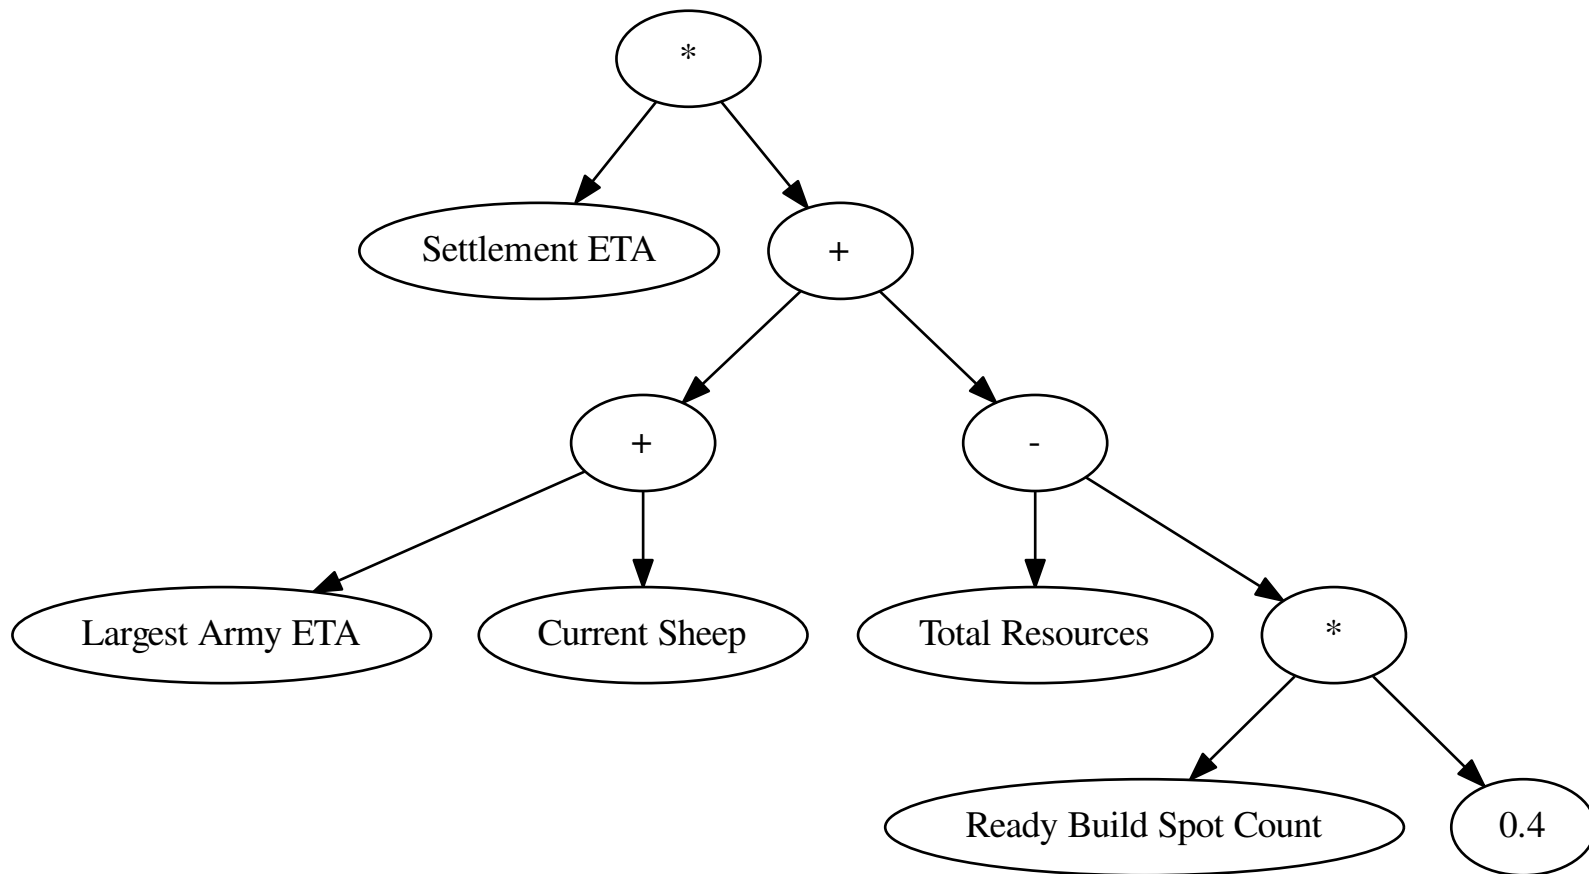 *
Settlement ETA
+
+
-
Largest Army ETA
Current Sheep
Total Resources
*
Ready Build Spot Count
0.4